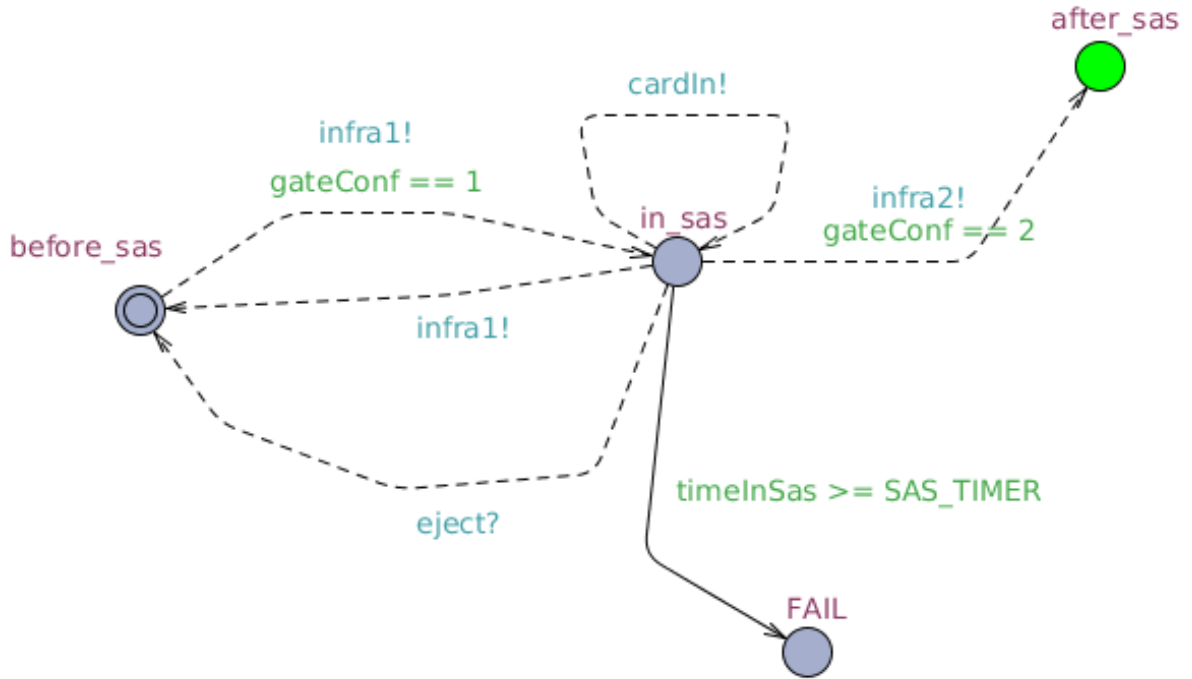 after_sas
cardIn!
infra1!
gateConf == 1
infra2!
in_sas
gateConf == 2
before_sas
infra1!
timeInSas >= SAS_TIMER
eject?
FAIL